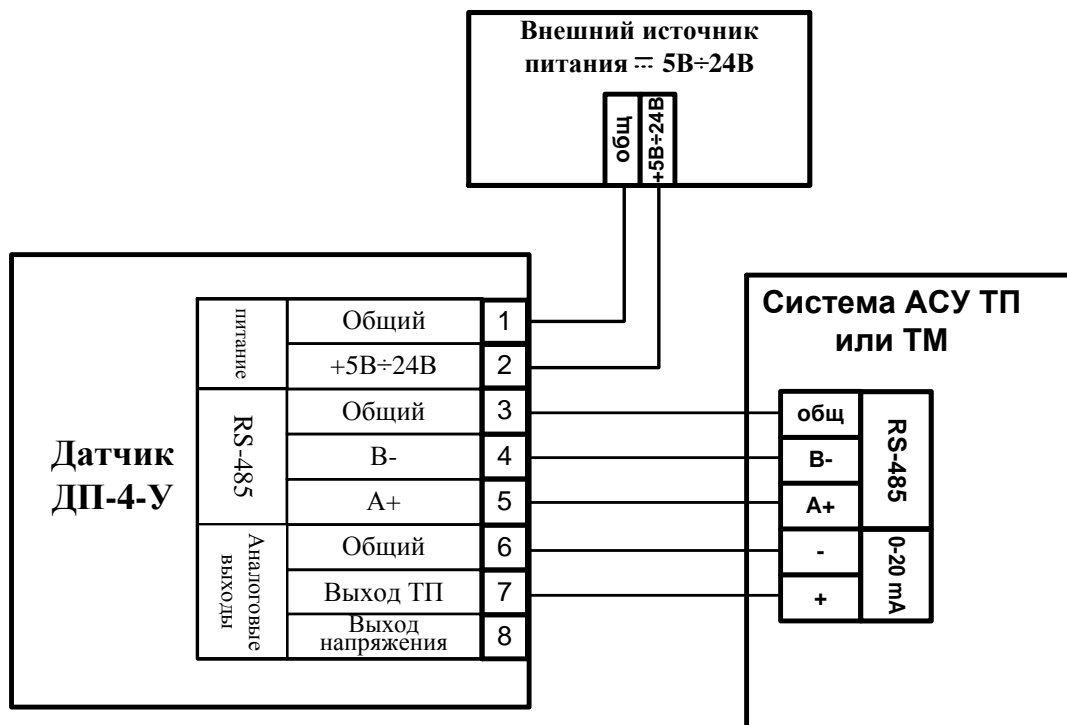 Внешний источник
питания ⎓ 5В÷24В
общ
+5В÷24В
Датчик
ДП-4-У
питание
Общий 1
+5В÷24В 2
RS-485
Общий 3
В- 4
А+ 5
Аналоговые
выходы
Общий 6
Выход ТП 7
Выход
напряжения 8
Система АСУ ТП
или ТМ
общ
В-
А+
RS-485
-
+
0-20 mA